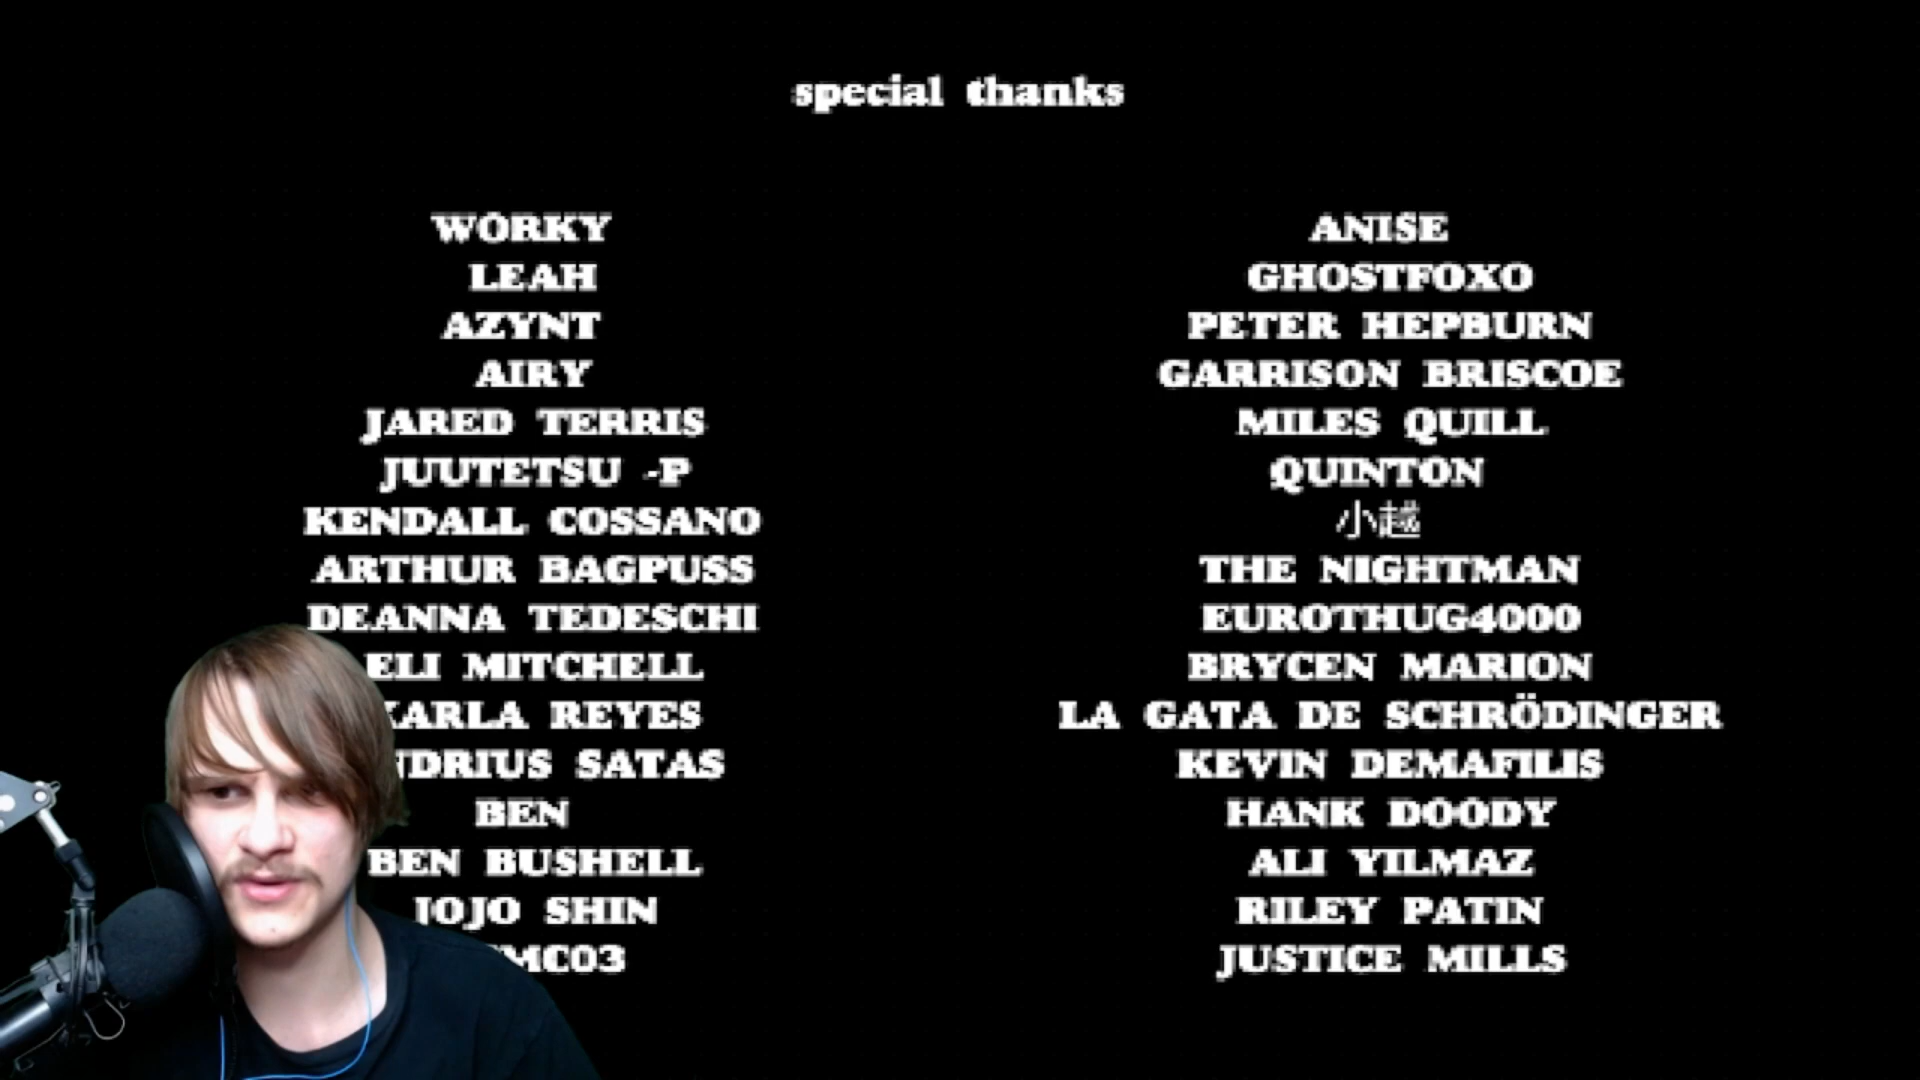 special thanks
WORKY
LEAH
AZYNT
AIRY
JARED TERRIS
JUUTETSU -P
KENDALL COSSANO
ARTHUR BAGPUSS
DEANNA TEDESCHI
ELI MITCHELL
KARLA REYES
SATAS
BEN
BEN BUSHELL
JOJO SHIN
ANISE
GHOSTFOXO
PETER HEPBURN
GARRISON BRISCOE
MILES QUILL
QUINTON
小越
THE NIGHTMAN
EUROTHUG4000
BRYCEN MARION
LA GATA DE SCHRÖDINGER
KEVIN DEMAFILIS
HANK DOODY
ALI YILMAZ
RILEY PATIN
JUSTICE MILLS